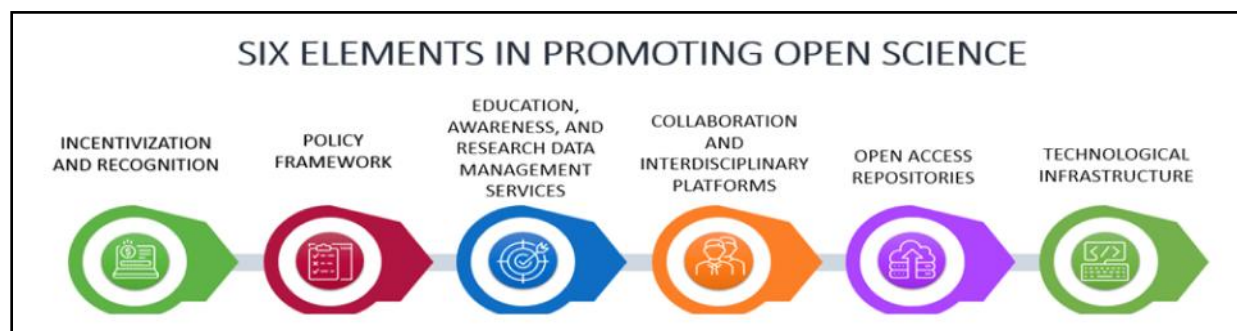 SIX ELEMENTS IN PROMOTING OPEN SCIENCE
INCENTIVIZATION
AND RECOGNITION
POLICY
FRAMEWORK
EDUCATION,
AWARENESS, AND
RESEARCH DATA
MANAGEMENT
SERVICES
COLLABORATION
AND
INTERDISCIPLINARY
PLATFORMS
OPEN ACCESS
REPOSITORIES
TECHNOLOGICAL
INFRASTRUCTURE